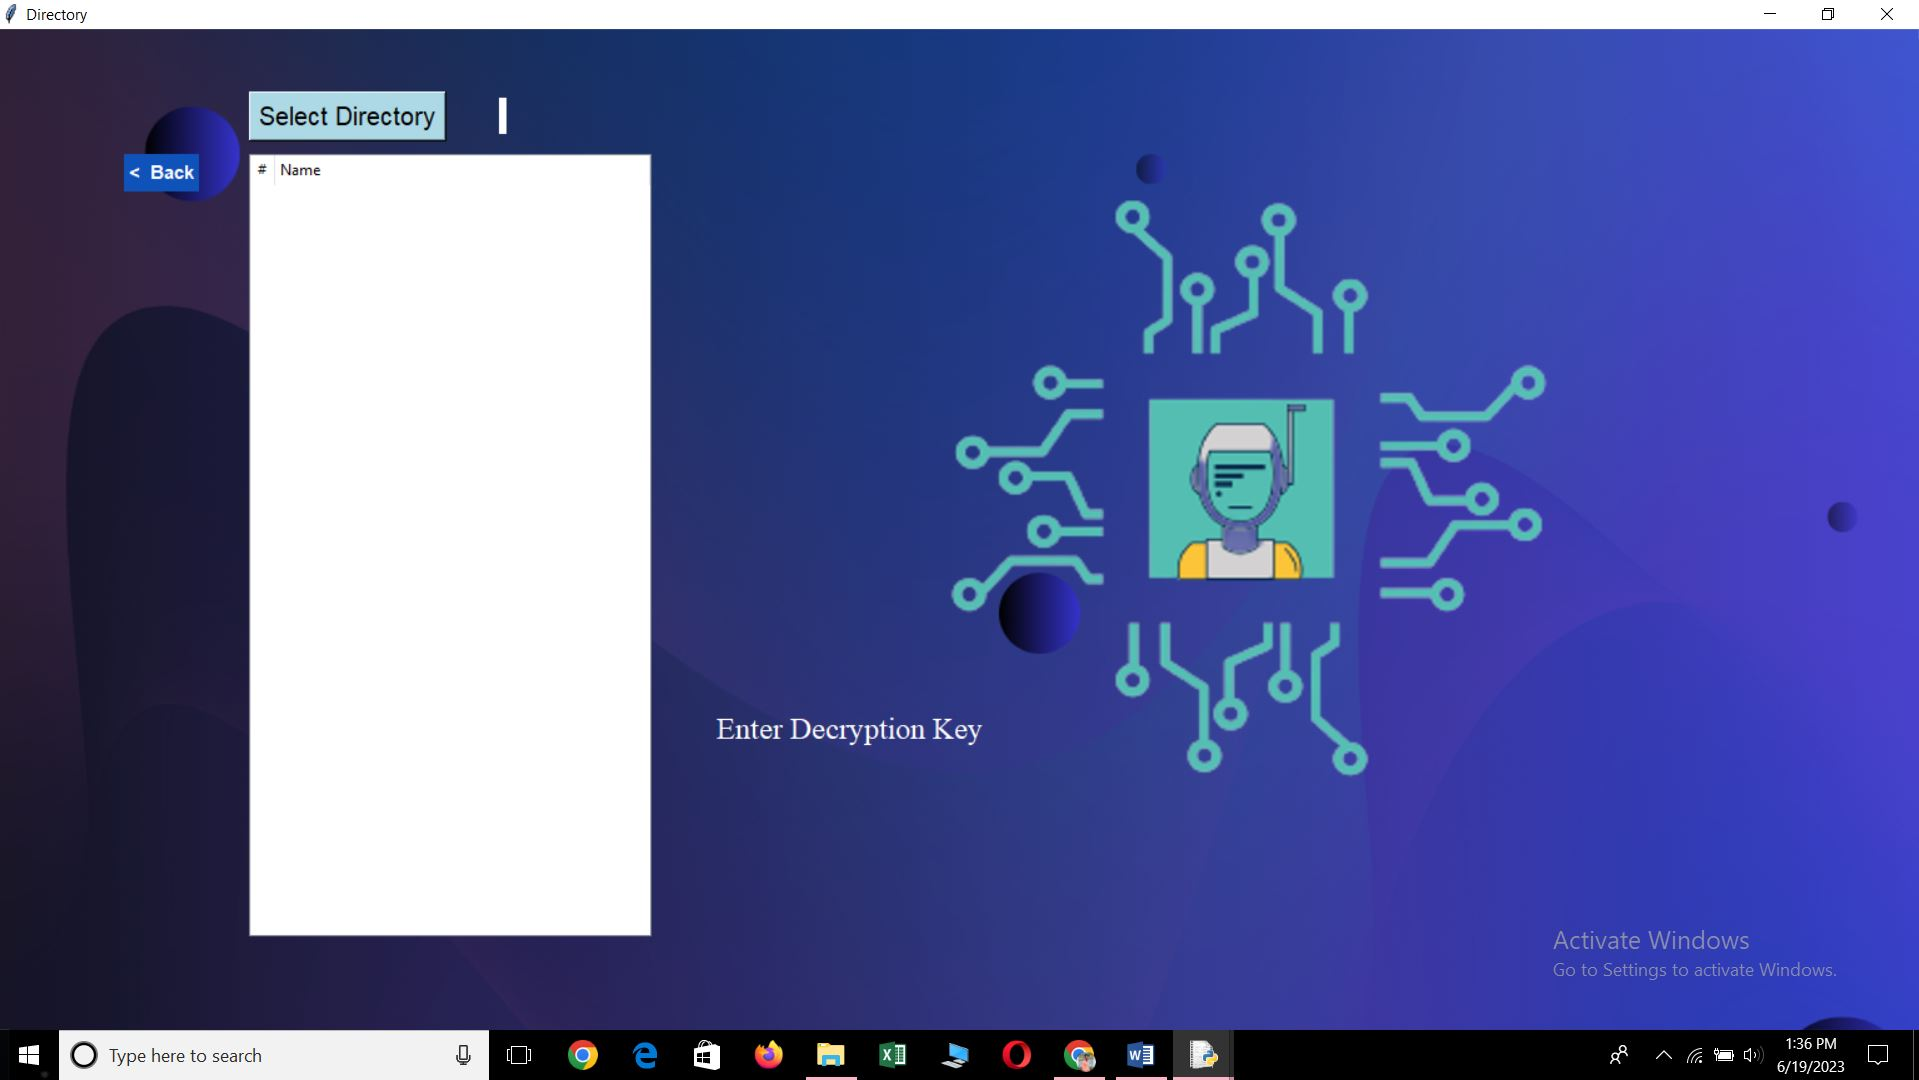 Directory
Select Directory
< Back
# Name
Enter Decryption Key
Activate Windows
Go to Settings to activate Windows.
Type here to search
1:36 PM
6/19/2023